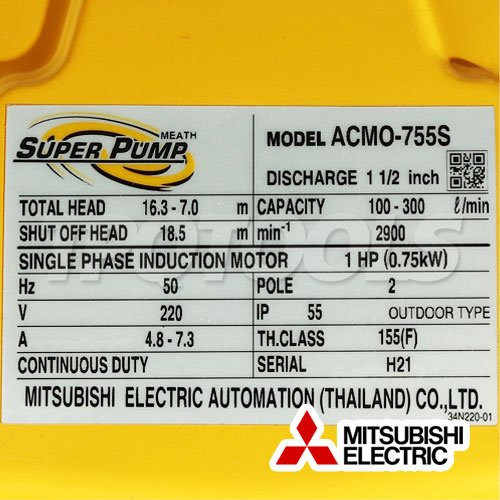 MEATH
SUPER PUMP
MODEL ACMO-755S
DISCHARGE 1 1/2 inch
TOTAL HEAD 16.3 - 7.0 m CAPACITY 100 - 300 ℓ/min
SHUT OFF HEAD 18.5 m min⁻¹ 2900
SINGLE PHASE INDUCTION MOTOR 1 HP (0.75kW)
Hz 50 POLE 2
V 220 IP 55 OUTDOOR TYPE
A 4.8 - 7.3 TH.CLASS 155(F)
CONTINUOUS DUTY SERIAL H21
MITSUBISHI ELECTRIC AUTOMATION (THAILAND) CO.,LTD.
34N220-01
MITSUBISHI
ELECTRIC